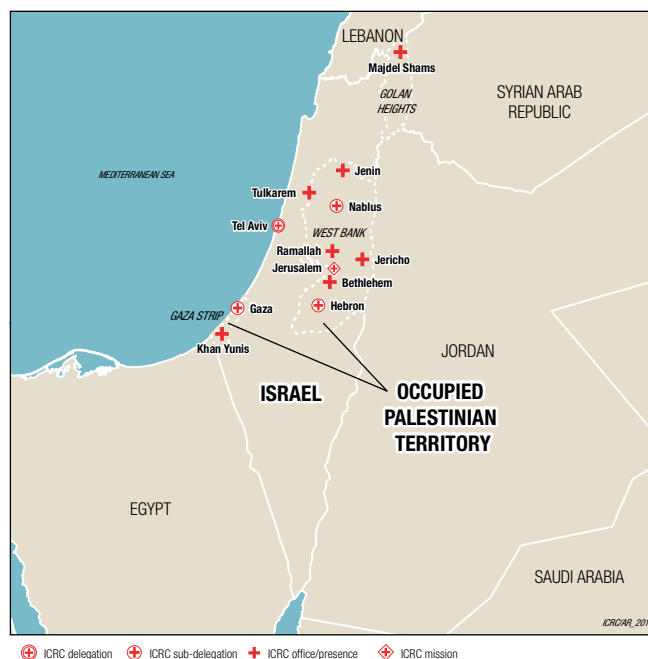 LEBANON
Majdel Shams
GOLAN
HEIGHTS
SYRIAN ARAB
REPUBLIC
MEDITERRANEAN SEA
Jenin
Tulkarem
Nablus
Tel Aviv
WEST BANK
Ramallah
Jericho
Jerusalem
Bethlehem
GAZA STRIP
Gaza
Hebron
Khan Yunis
JORDAN
ISRAEL
OCCUPIED
PALESTINIAN
TERRITORY
EGYPT
SAUDI ARABIA
ICRC/AR_201
ICRC delegation
ICRC sub-delegation
ICRC office/presence
ICRC mission